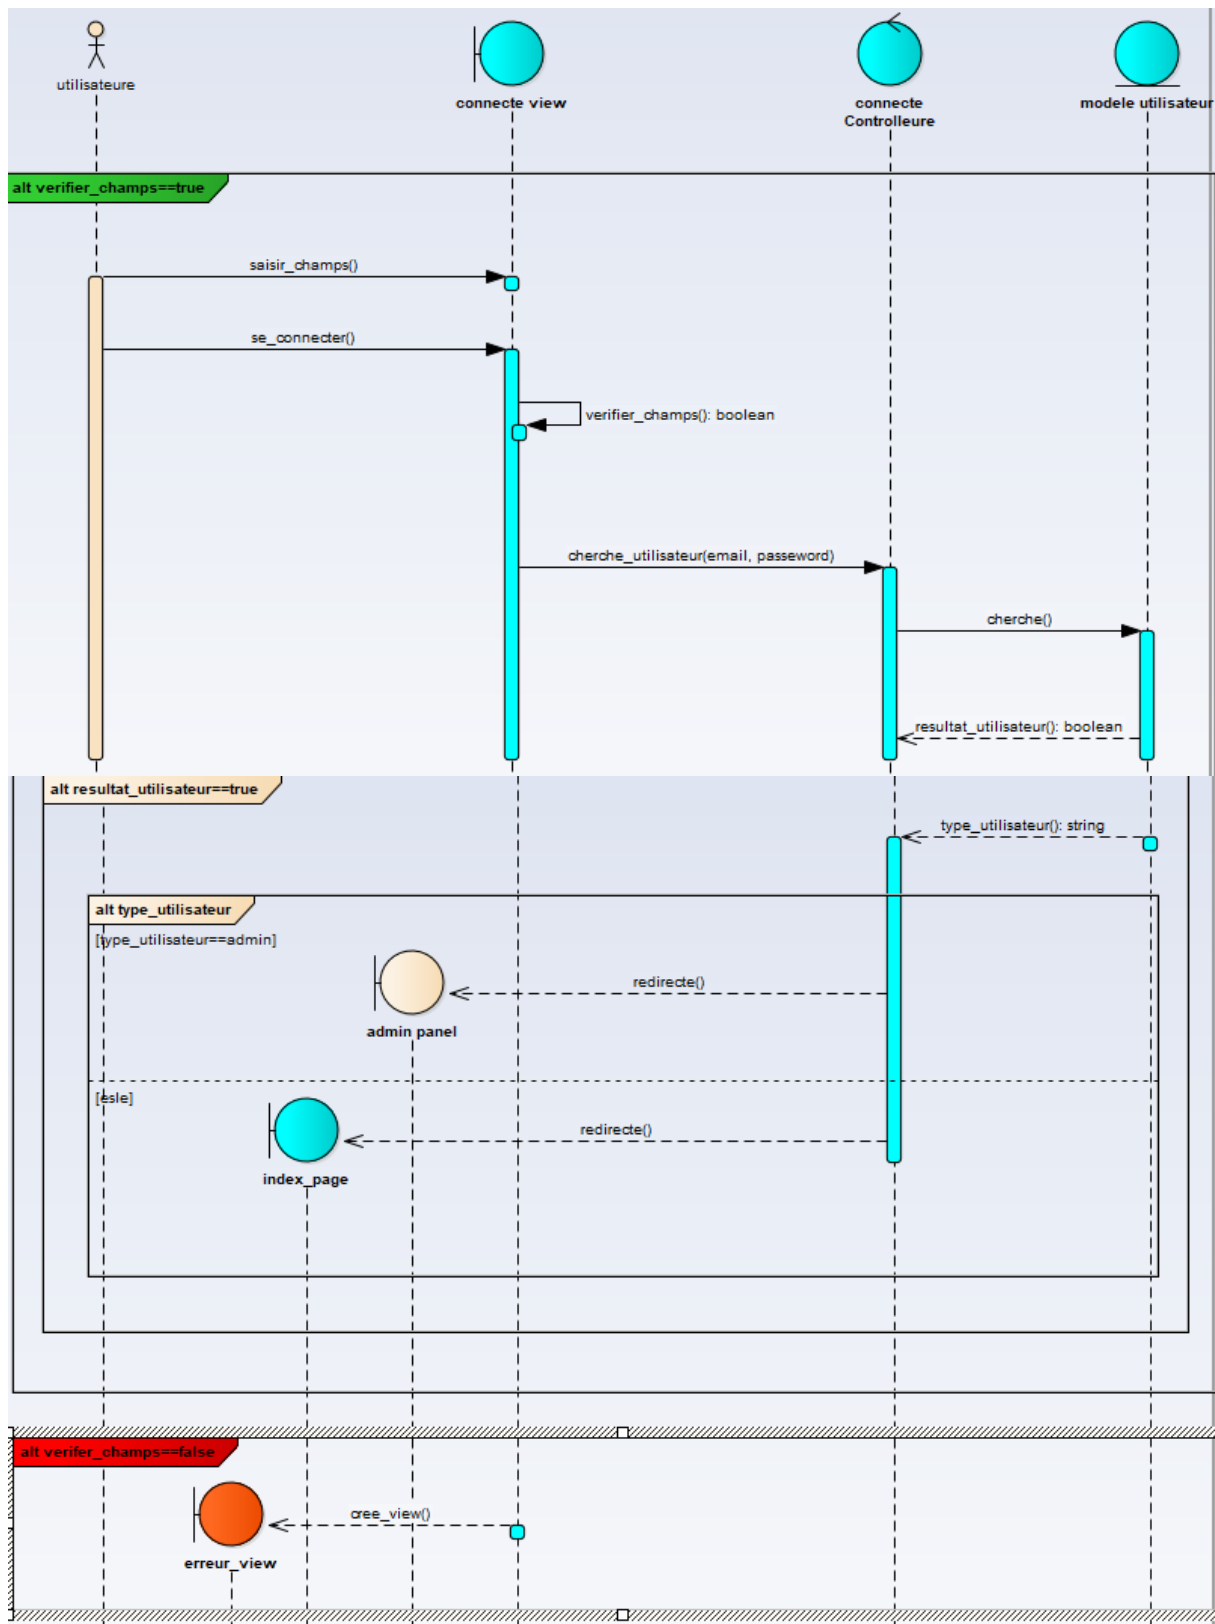 utilisateure
connecte view
connecte
Controlleure
modele utilisateur
alt verifier_champs==true
saisir_champs()
se_connecter()
verifier_champs(): boolean
cherche_utilisateur(email, passeword)
cherche()
resultat_utilisateur(): boolean
alt resultat_utilisateur==true
type_utilisateur(): string
alt type_utilisateur
[type_utilisateur==admin]
redirecte()
admin panel
[esle]
redirecte()
index_page
alt verifer_champs==false
cree_view()
erreur_view